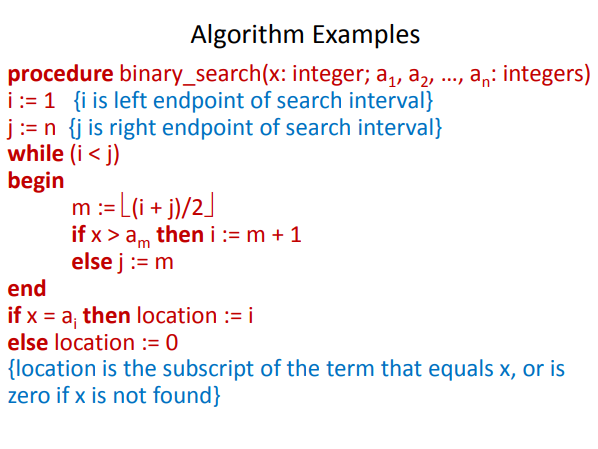 Algorithm Examples
procedure binary_search(x: integer; a₁, a₂, …, aₙ: integers)
i := 1 {i is left endpoint of search interval}
j := n {j is right endpoint of search interval}
while (i < j)
begin
m := ⌊(i + j)/2⌋
if x > aₘ then i := m + 1
else j := m
end
if x = aᵢ then location := i
else location := 0
{location is the subscript of the term that equals x, or is
zero if x is not found}